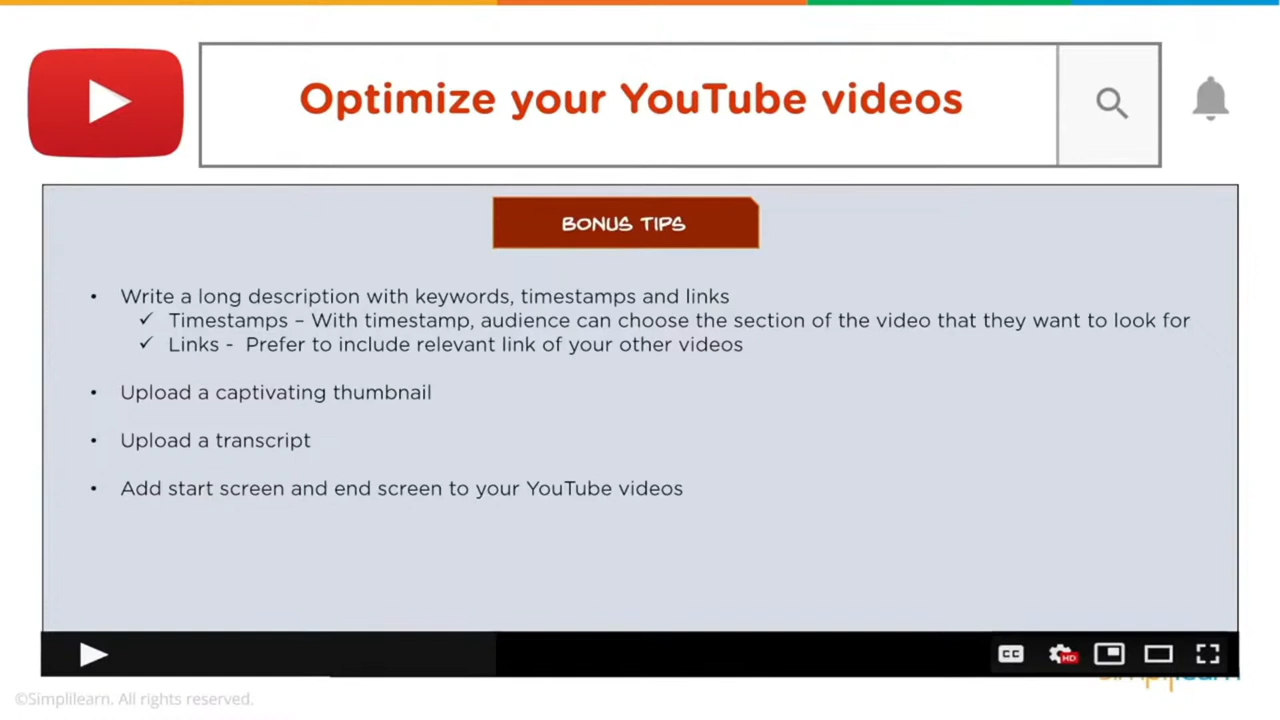 Optimize your YouTube videos
BONUS TIPS
• Write a long description with keywords, timestamps and links
✓ Timestamps – With timestamp, audience can choose the section of the video that they want to look for
✓ Links - Prefer to include relevant link of your other videos
• Upload a captivating thumbnail
• Upload a transcript
• Add start screen and end screen to your YouTube videos
CC HD
©Simplilearn. All rights reserved.